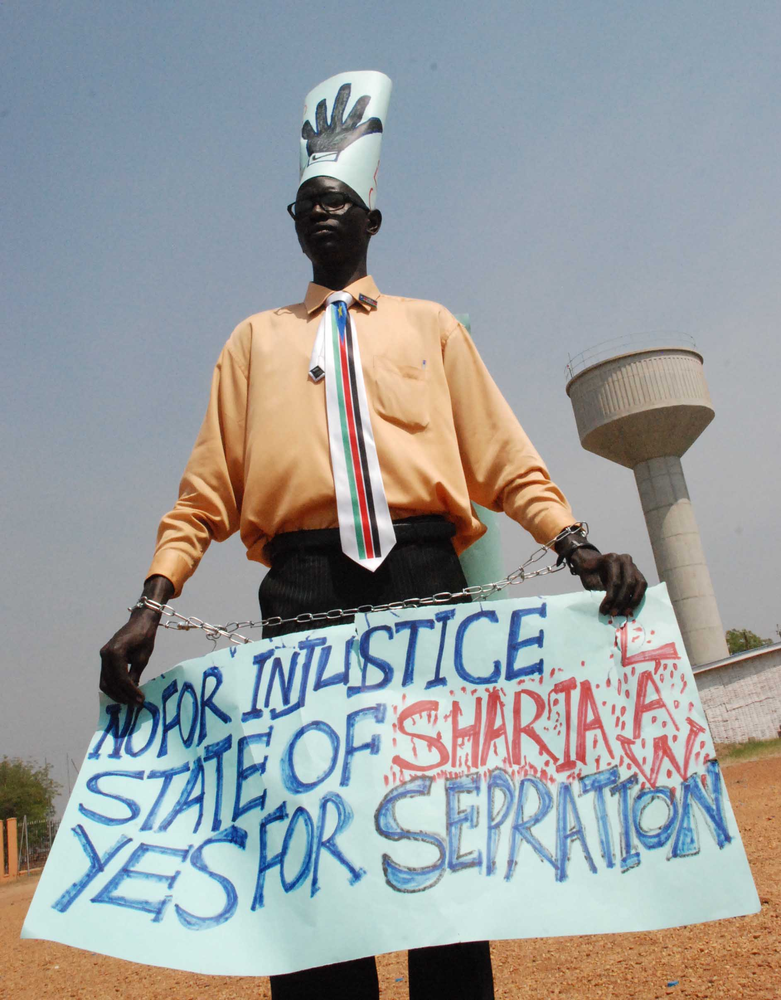 NO FOR INJUSTICE
STATE OF SHARIA LAW
YES FOR SEPRATION